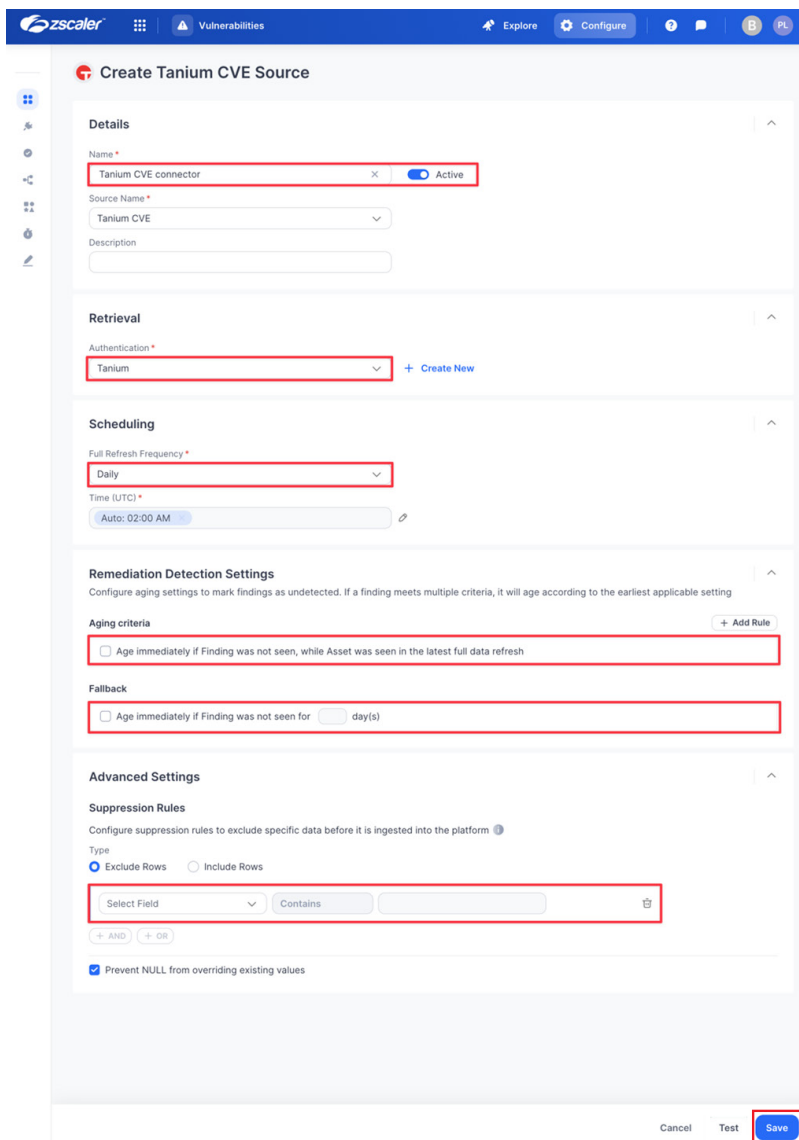 zscaler
Vulnerabilities
Explore
Configure
?
B
PL
Create Tanium CVE Source
Details
Name *
Tanium CVE connector
Active
Source Name *
Tanium CVE
Description
Retrieval
Authentication *
Tanium
+ Create New
Scheduling
Full Refresh Frequency *
Daily
Time (UTC) *
Auto: 02:00 AM
Remediation Detection Settings
Configure aging settings to mark findings as undetected. If a finding meets multiple criteria, it will age according to the earliest applicable setting
Aging criteria
+ Add Rule
Age immediately if Finding was not seen, while Asset was seen in the latest full data refresh
Fallback
Age immediately if Finding was not seen for day(s)
Advanced Settings
Suppression Rules
Configure suppression rules to exclude specific data before it is ingested into the platform
Type
Exclude Rows
Include Rows
Select Field
Contains
+ AND
+ OR
Prevent NULL from overriding existing values
Cancel
Test
Save